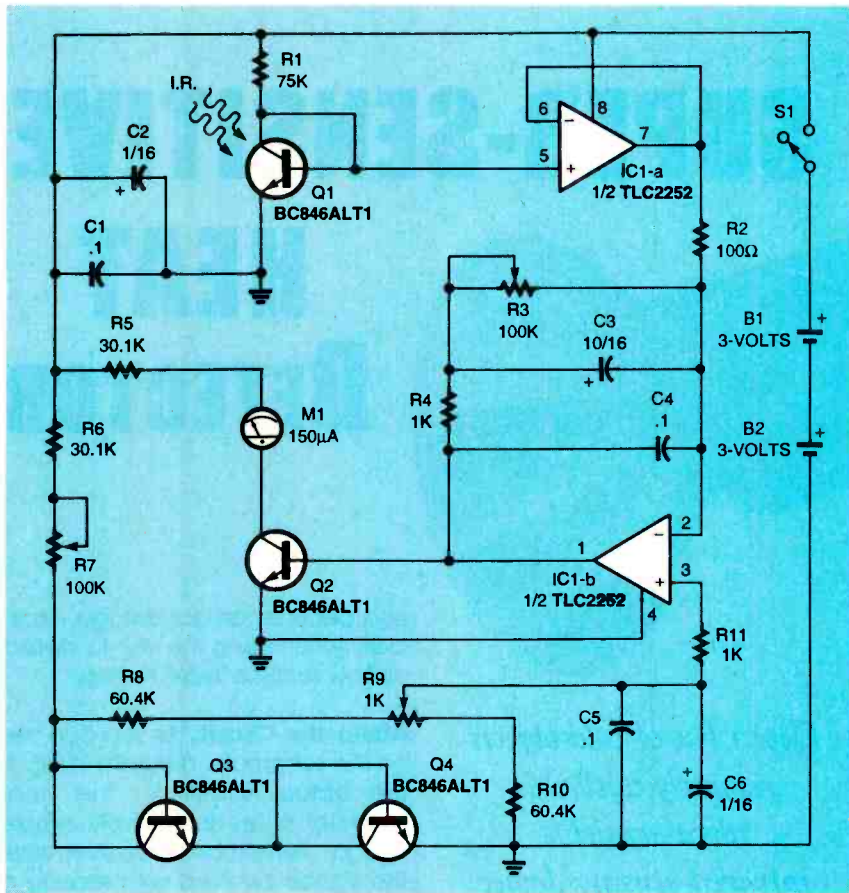 R1
75K
I.R.
C2
1/16
+
C1
.1
Q1
BC846ALT1
6
−
5
+
8
7
IC1-a
1/2 TLC2252
S1
R2
100Ω
R3
100K
C3
10/16
+
R4
1K
C4
.1
B1
3-VOLTS
+
B2
3-VOLTS
+
R5
30.1K
M1
150µA
R6
30.1K
R7
100K
Q2
BC846ALT1
1
2
−
3
+
4
IC1-b
1/2 TLC2252
R11
1K
R8
60.4K
R9
1K
C5
.1
C6
1/16
+
R10
60.4K
Q3
BC846ALT1
Q4
BC846ALT1